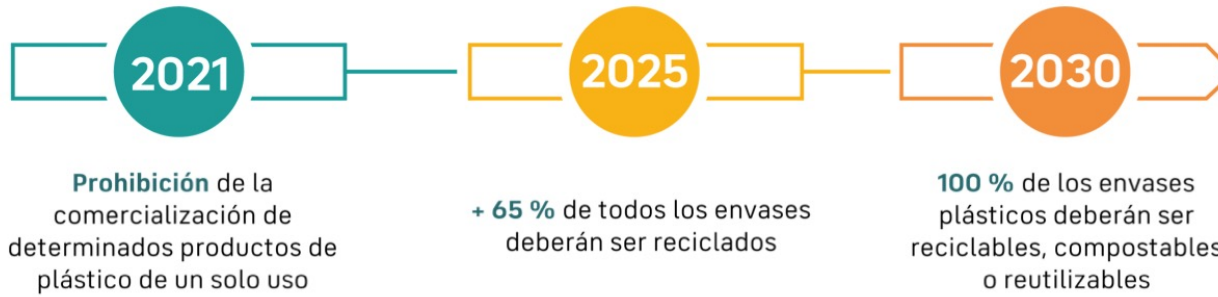 2021
Prohibición de la
comercialización de
determinados productos de
plástico de un solo uso
2025
+ 65 % de todos los envases
deberán ser reciclados
2030
100 % de los envases
plásticos deberán ser
reciclables, compostables
o reutilizables